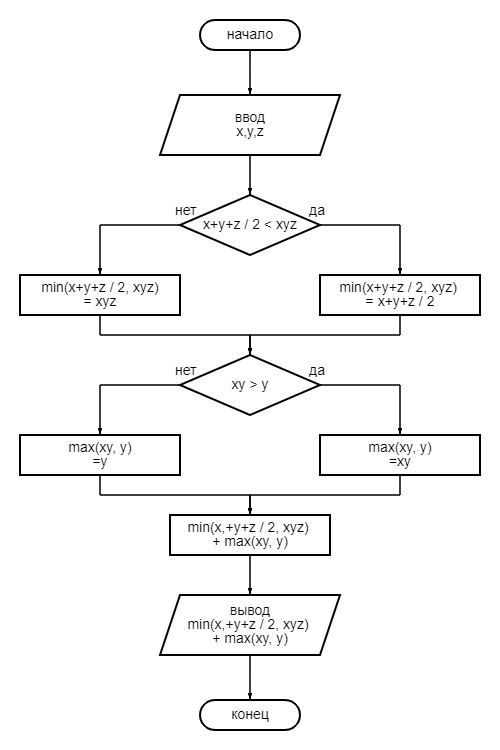 начало
ввод
x,y,z
нет
да
x+y+z / 2 < xyz
min(x+y+z / 2, xyz)
= xyz
min(x+y+z / 2, xyz)
= x+y+z / 2
нет
да
xy > y
max(xy, y)
=y
max(xy, y)
=xy
min(x,+y+z / 2, xyz)
+ max(xy, y)
вывод
min(x,+y+z / 2, xyz)
+ max(xy, y)
конец